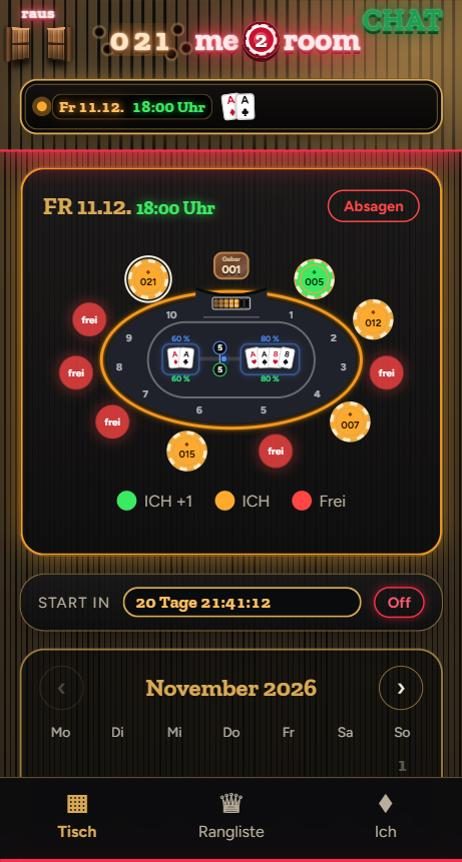 raus
021 me 2 room
CHAT
Fr 11.12. 18:00 Uhr A A
FR 11.12. 18:00 Uhr
Absagen
Geber
001
021
005
012
007
015
frei
frei
frei
frei
frei
10
1
9
2
8
3
7
4
6
5
60 %
80 %
A A
5
A A 8 8
5
60 %
80 %
ICH +1
ICH
Frei
START IN
20 Tage 21:41:12
Off
‹
November 2026
›
Mo Di Mi Do Fr Sa So
1
Tisch
Rangliste
Ich